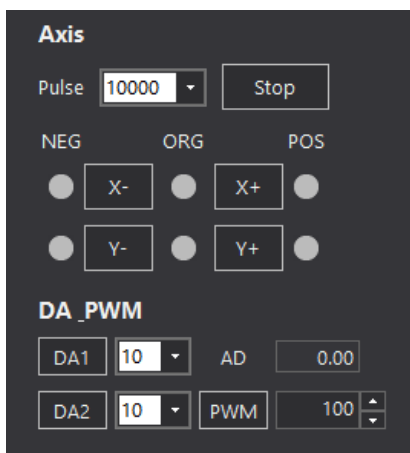 Axis
Pulse 10000 Stop
NEG ORG POS
X- X+
Y- Y+
DA _PWM
DA1 10 AD 0.00
DA2 10 PWM 100